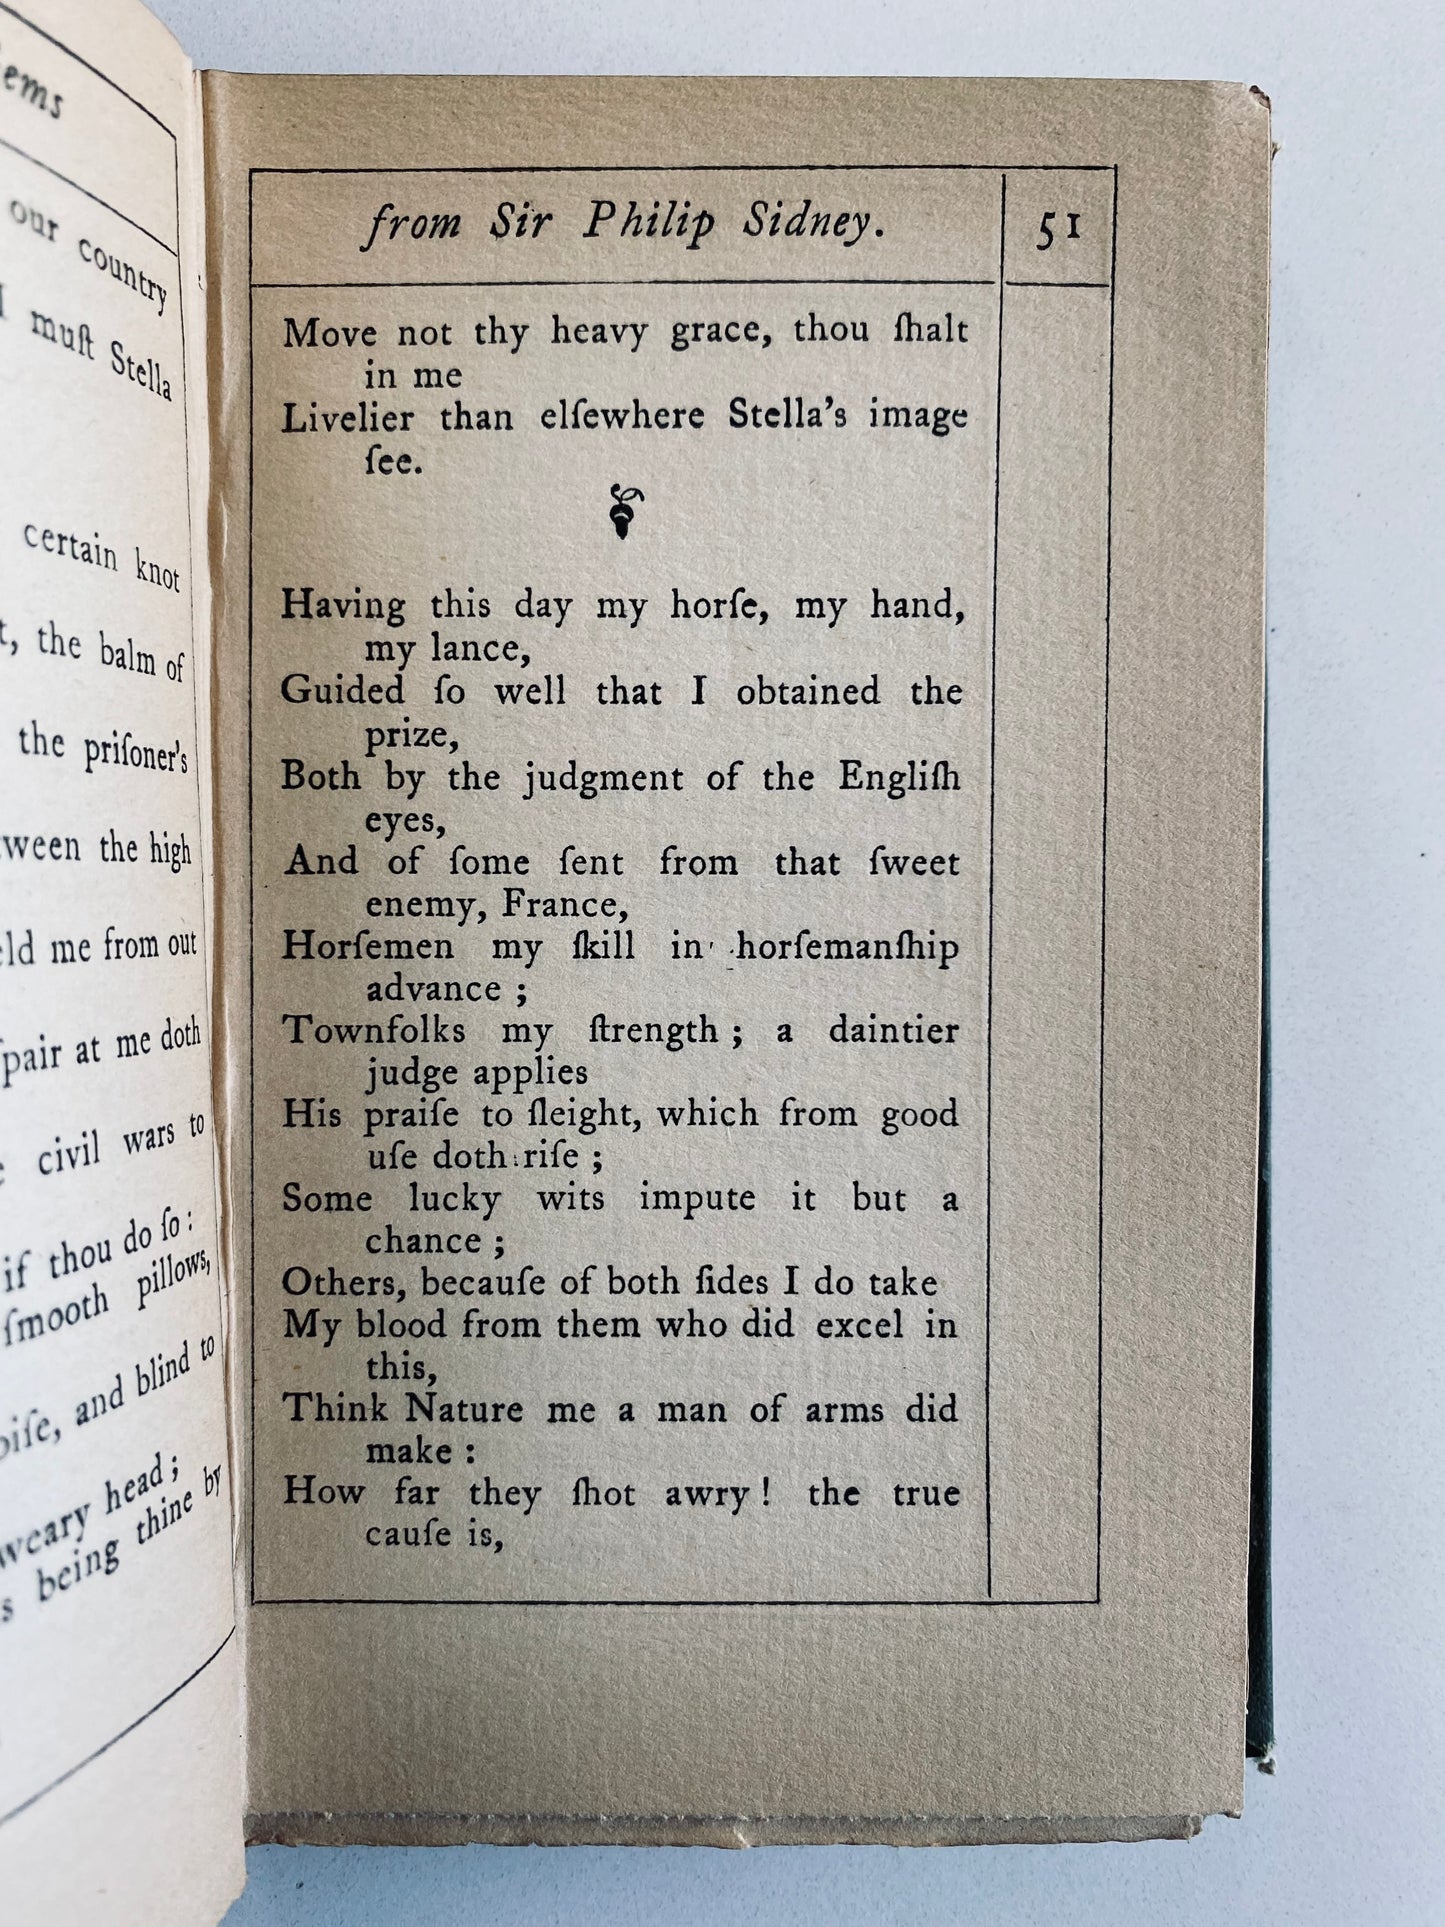 ems
our country
muſt Stella
certain knot
the balm of
the priſoner's
ween the high
me from out
pair at me doth
civil wars to
if thou do ſo:
ſmooth pillows,
and blind to
weary head;
being thine by
from Sir Philip Sidney.
51
Move not thy heavy grace, thou ſhalt
in me
Livelier than elſewhere Stella's image
ſee.
Having this day my horſe, my hand,
my lance,
Guided ſo well that I obtained the
prize,
Both by the judgment of the Engliſh
eyes,
And of ſome ſent from that ſweet
enemy, France,
Horſemen my ſkill in horſemanſhip
advance ;
Townfolks my ſtrength ; a daintier
judge applies
His praiſe to ſleight, which from good
uſe doth riſe ;
Some lucky wits impute it but a
chance ;
Others, becauſe of both ſides I do take
My blood from them who did excel in
this,
Think Nature me a man of arms did
make :
How far they ſhot awry ! the true
cauſe is,